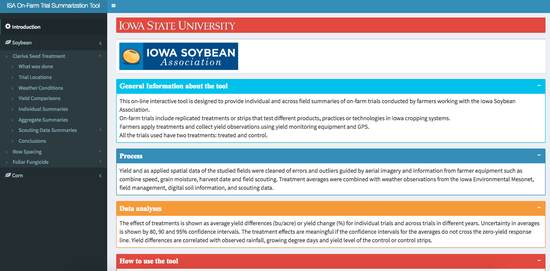 ISA On-Farm Trial Summarization Tool
Introduction
Soybean
Clariva Seed Treatment
What was done
Trial Locations
Weather Conditions
Yield Comparisons
Individual Summaries
Aggregate Summaries
Scouting Data Summaries
Conclusions
Row Spacing
Foliar Fungicide
Corn
IOWA STATE UNIVERSITY
IOWA SOYBEAN
Association
General Information about the tool
This on-line interactive tool is designed to provide individual and across field summaries of on-farm trials conducted by farmers working with the Iowa Soybean
Association.
On-farm trials include replicated treatments or strips that test different products, practices or technologies in Iowa cropping systems.
Farmers apply treatments and collect yield observations using yield monitoring equipment and GPS.
All the trials used have two treatments: treated and control.
Process
Yield and as applied spatial data of the studied fields were cleaned of errors and outliers guided by aerial imagery and information from farmer equipment such as
combine speed, grain moisture, harvest date and field scouting. Treatment averages were combined with weather observations from the Iowa Environmental Mesonet,
field management, digital soil information, and scouting data.
Data analyses
The effect of treatments is shown as average yield differences (bu/acre) or yield change (%) for individual trials and across trials in different years. Uncertainty in averages
is shown by 80, 90 and 95% confidence intervals. The treatment effects are meaningful if the confidence intervals for the averages do not cross the zero-yield response
line. Yield differences are correlated with observed rainfall, growing degree days and yield level of the control or control strips.
How to use the tool